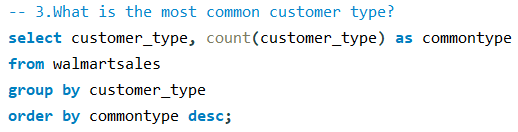 -- 3.What is the most common customer type?
select customer_type, count(customer_type) as commontype
from walmartsales
group by customer_type
order by commontype desc;